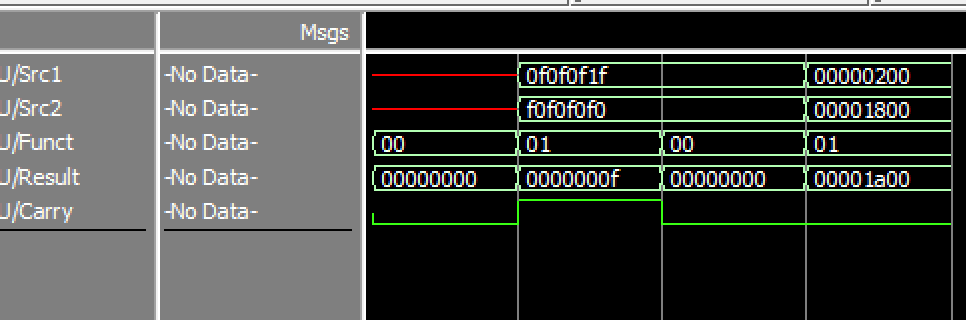 Msgs
U/Src1 -No Data- 0f0f0f1f 00000200
U/Src2 -No Data- f0f0f0f0 00001800
U/Funct -No Data- 00 01 00 01
U/Result -No Data- 00000000 0000000f 00000000 00001a00
U/Carry -No Data-